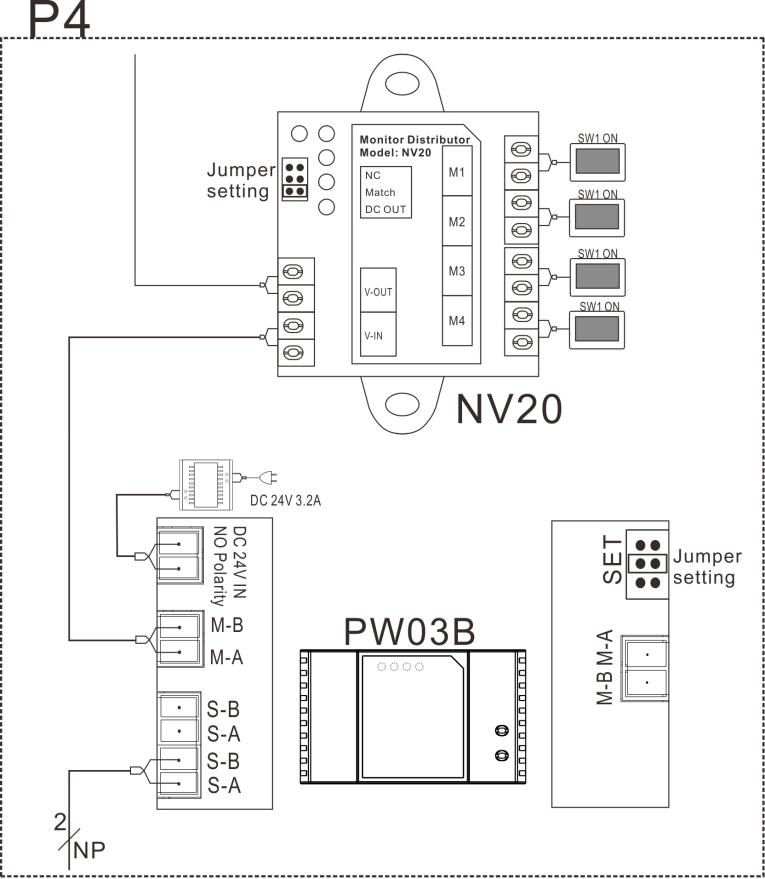 P4
Jumper
setting
Monitor Distributor
Model: NV20
NC
Match
DC OUT
V-OUT
V-IN
M1
M2
M3
M4
SW1 ON
SW1 ON
SW1 ON
SW1 ON
NV20
DC 24V 3.2A
DC 24V IN
NO Polarity
M-B
M-A
S-B
S-A
S-B
S-A
2
NP
PW03B
SET
Jumper
setting
M-B M-A